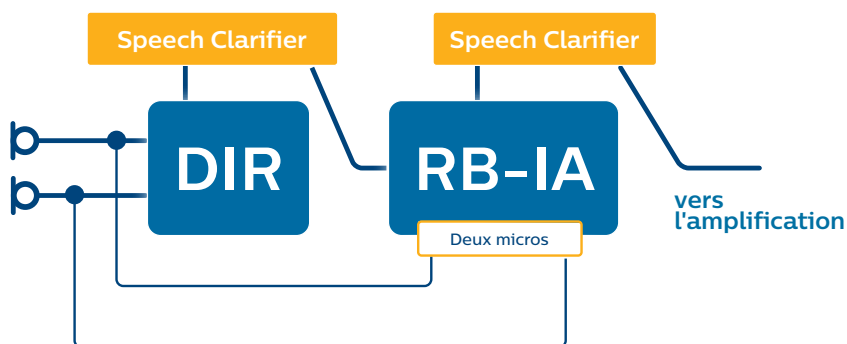 Speech Clarifier
Speech Clarifier
DIR
RB-IA
Deux micros
vers
l'amplification